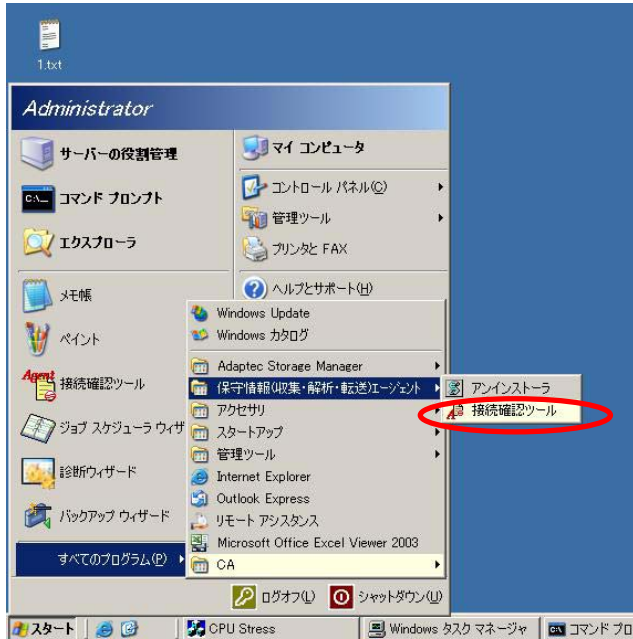 1.txt
Administrator
サーバーの役割管理
コマンド プロンプト
エクスプローラ
メモ帳
ペイント
接続確認ツール
ジョブ スケジューラ ウィザ
診断ウィザード
バックアップ ウィザード
すべてのプログラム(P)
マイ コンピュータ
コントロール パネル(C)
管理ツール
プリンタと FAX
ヘルプとサポート(H)
Windows Update
Windows カタログ
Adaptec Storage Manager
保守情報(収集・解析・転送)エージェント
アクセサリ
スタートアップ
管理ツール
Internet Explorer
Outlook Express
リモート アシスタンス
Microsoft Office Excel Viewer 2003
CA
アンインストーラ
接続確認ツール
ログオフ(L)
シャットダウン(U)
スタート
CPU Stress
Windows タスク マネージャ
コマンド プロ